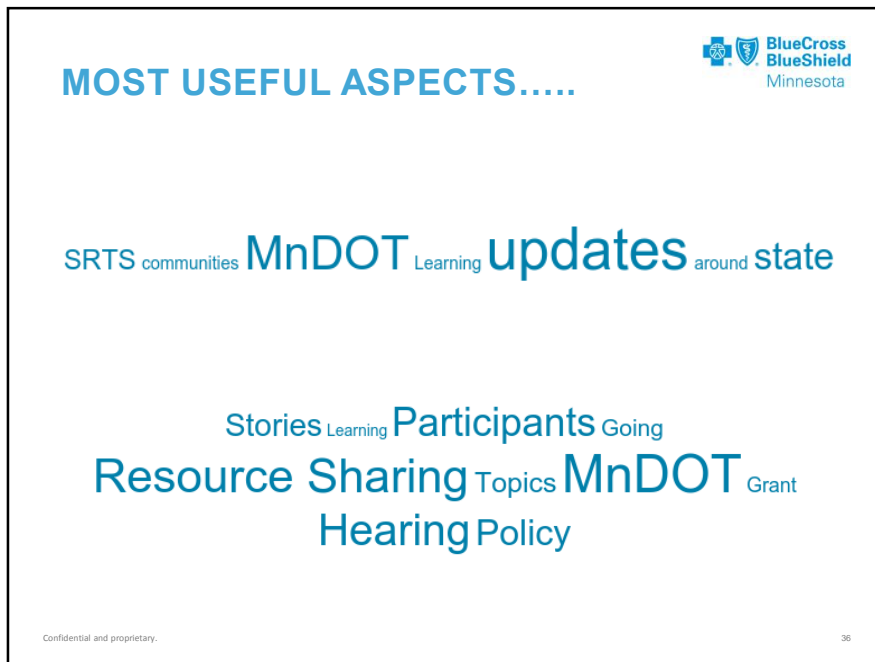 MOST USEFUL ASPECTS.....
BlueCross
BlueShield
Minnesota
SRTS communities MnDOT Learning updates around state
Stories Learning Participants Going
Resource Sharing Topics MnDOT Grant
Hearing Policy
Confidential and proprietary.
36